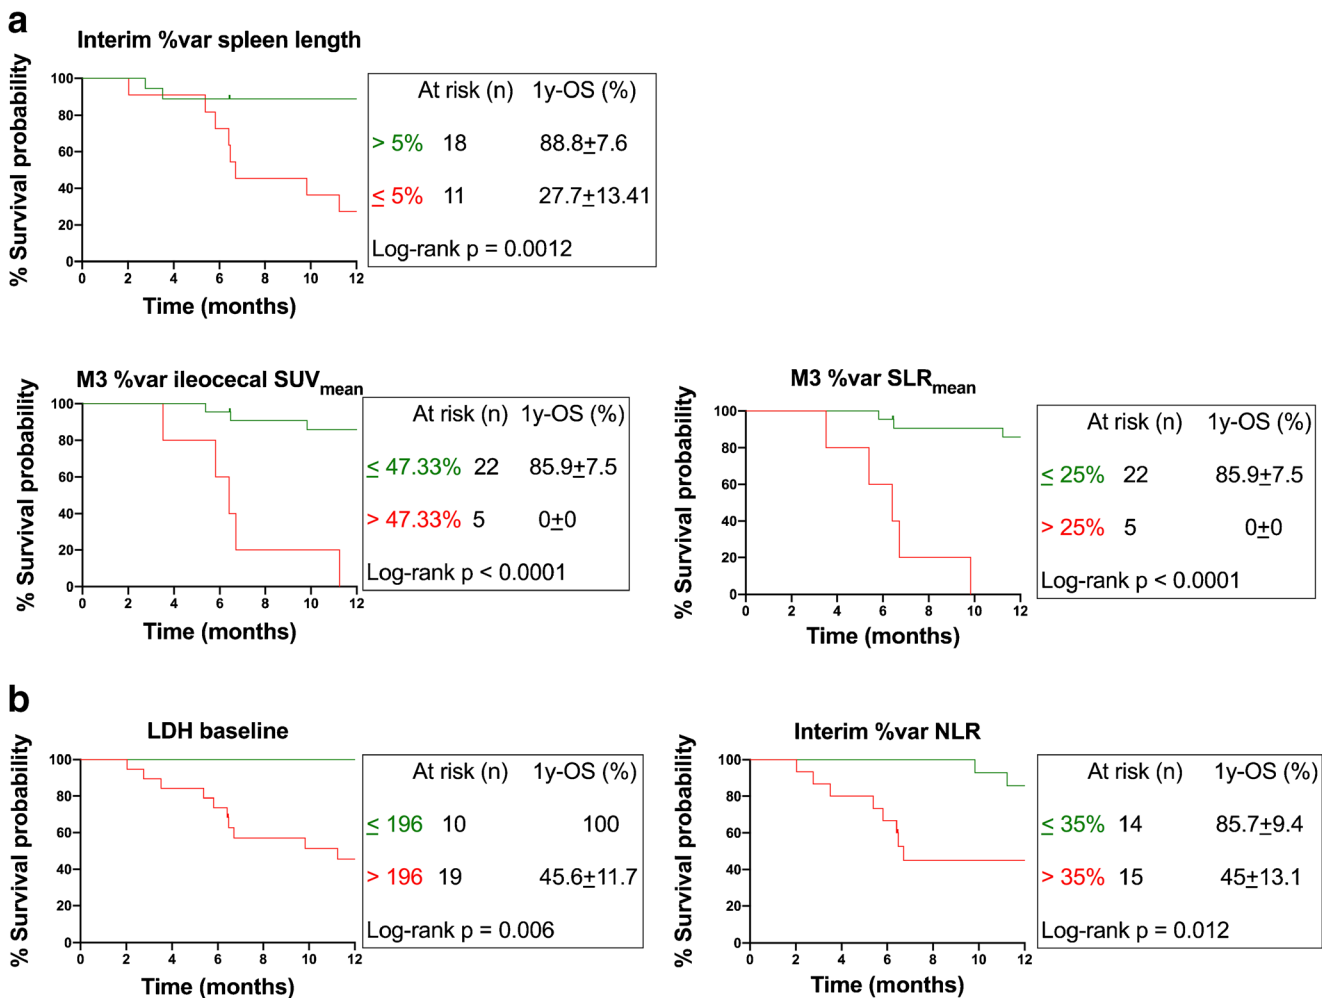 a
Interim %var spleen length
% Survival probability
100
80
60
40
20
0
0 2 4 6 8 10 12
Time (months)
At risk (n) 1y-OS (%)
> 5% 18 88.8±7.6
≤ 5% 11 27.7±13.41
Log-rank p = 0.0012
M3 %var ileocecal SUVmean
% Survival probability
100
80
60
40
20
0
0 2 4 6 8 10 12
Time (months)
At risk (n) 1y-OS (%)
≤ 47.33% 22 85.9±7.5
> 47.33% 5 0±0
Log-rank p < 0.0001
M3 %var SLRmean
% Survival probability
100
80
60
40
20
0
0 2 4 6 8 10 12
Time (months)
At risk (n) 1y-OS (%)
≤ 25% 22 85.9±7.5
> 25% 5 0±0
Log-rank p < 0.0001
b
LDH baseline
% Survival probability
100
80
60
40
20
0
0 2 4 6 8 10 12
Time (months)
At risk (n) 1y-OS (%)
≤ 196 10 100
> 196 19 45.6±11.7
Log-rank p = 0.006
Interim %var NLR
% Survival probability
100
80
60
40
20
0
0 2 4 6 8 10 12
Time (months)
At risk (n) 1y-OS (%)
≤ 35% 14 85.7±9.4
> 35% 15 45±13.1
Log-rank p = 0.012